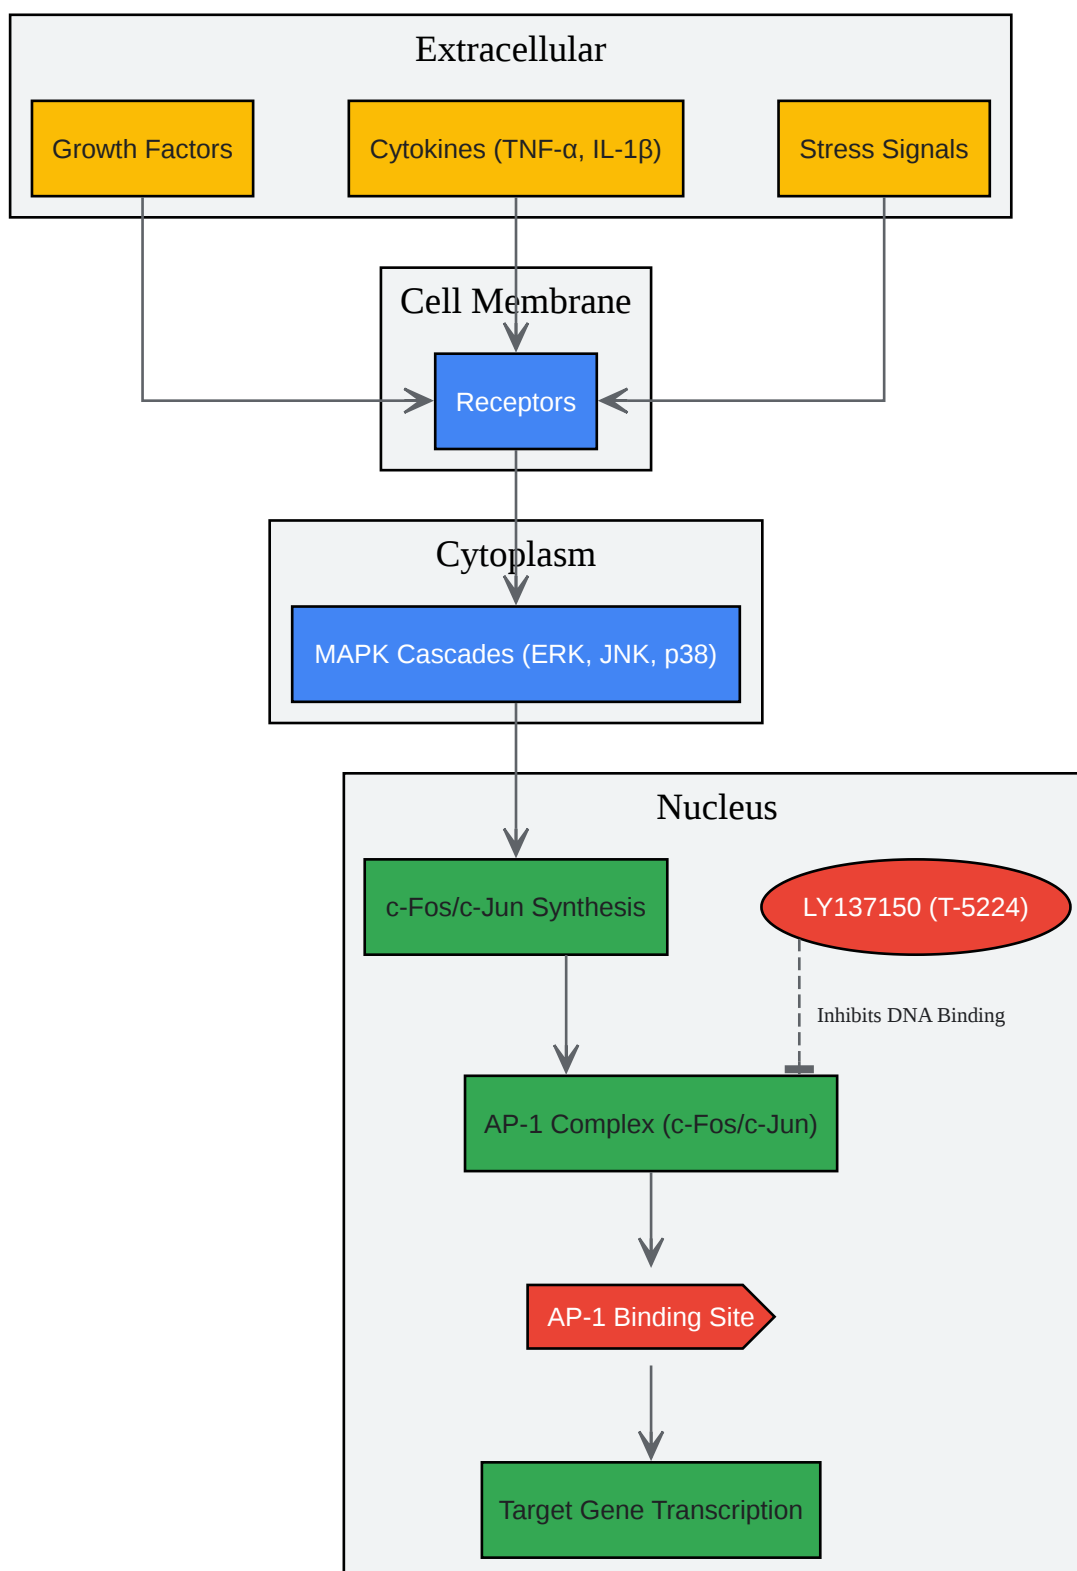 Extracellular
Growth Factors
Cytokines (TNF-α, IL-1β)
Stress Signals
Cell Membrane
Receptors
Cytoplasm
MAPK Cascades (ERK, JNK, p38)
Nucleus
c-Fos/c-Jun Synthesis
LY137150 (T-5224)
Inhibits DNA Binding
AP-1 Complex (c-Fos/c-Jun)
AP-1 Binding Site
Target Gene Transcription